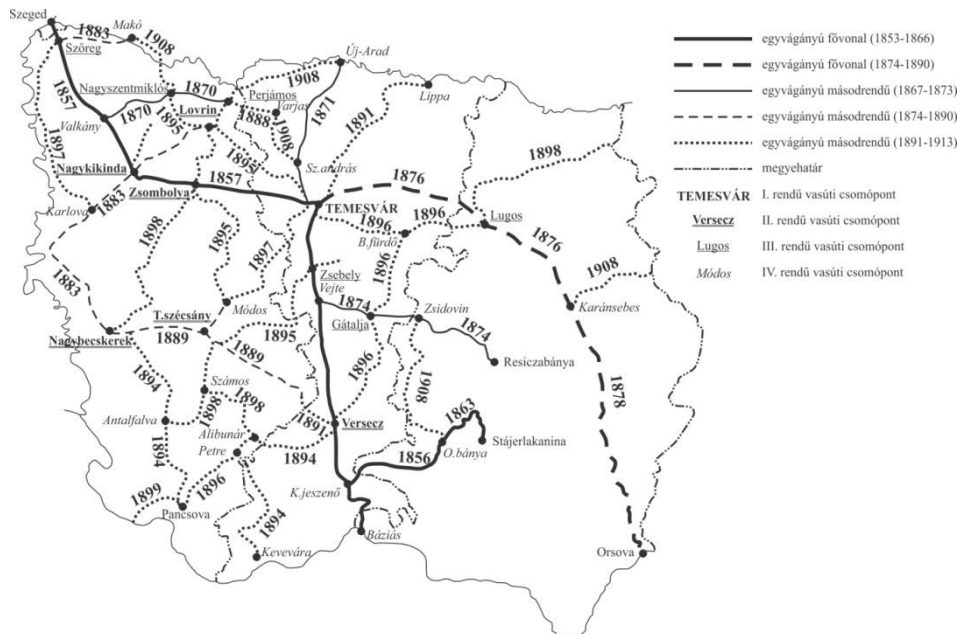 Szeged
1883
Makó
Szőreg
1908
Új-Arad
1857
Nagyszentmiklós
1870
1908
Perjámos
Lippa
Valkány
1870
Lovrin
1888
Varjas
1871
1891
1895
1908
1897
1895
Sz.andrás
1898
Nagykikinda
Zsombolya
1857
1876
Karlova
1883
TEMESVÁR
1896
1896
Lugos
1898
1895
B.fürdő
1876
1897
1896
1908
1883
Zsebely
Vejte
Módos
1874
Zsidovin
Karánsebes
T.szécsány
1895
Gátalja
1874
Nagybecskerek
1889
1889
1896
Resiczabánya
1878
1894
Számos
1908
1898
1898
1863
Antalfalva
1891
Versecz
Alibunár
Stájerlakanina
1894
Petre
1894
1856
O.bánya
1899
1896
K.jeszenő
Pancsova
1894
Báziás
Kevevára
Orsova
egyvágányú fővonal (1853-1866)
egyvágányú fővonal (1874-1890)
egyvágányú másodrendű (1867-1873)
egyvágányú másodrendű (1874-1890)
egyvágányú másodrendű (1891-1913)
megyehatár
TEMESVÁR I. rendű vasúti csomópont
Versecz II. rendű vasúti csomópont
Lugos III. rendű vasúti csomópont
Módos IV. rendű vasúti csomópont